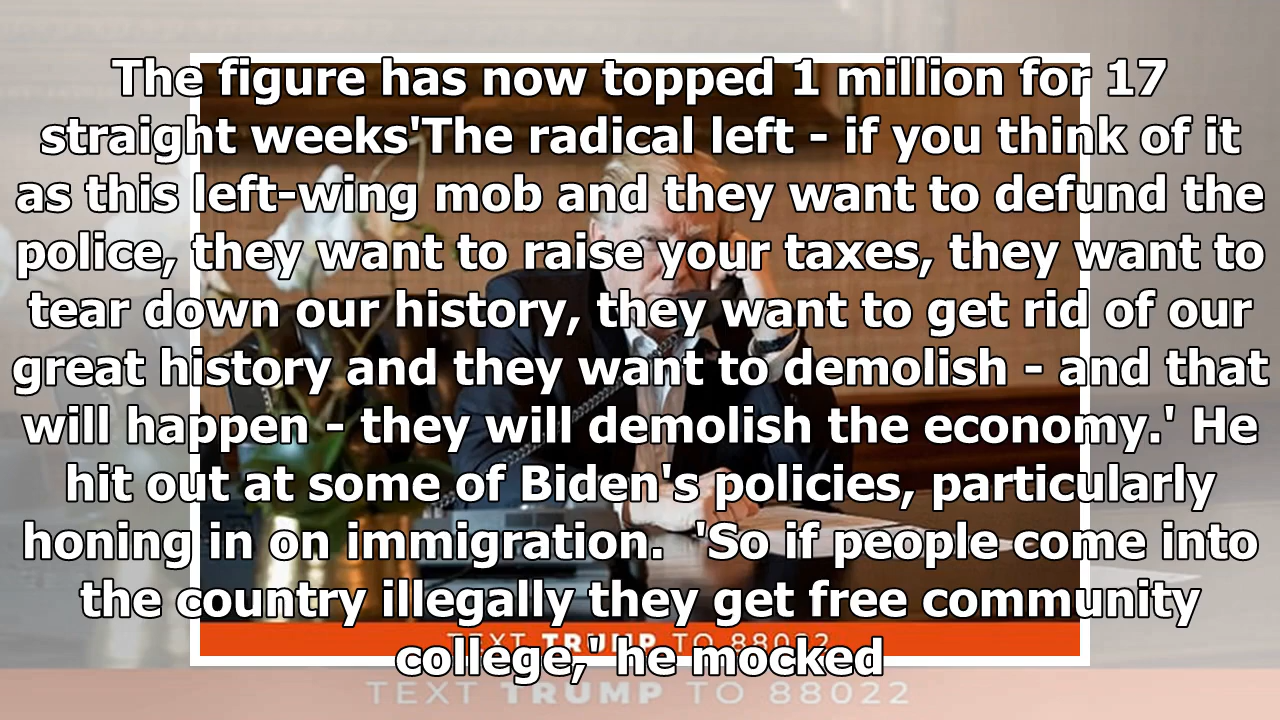 The figure has now topped 1 million for 17
straight weeks'The radical left - if you think of it
as this left-wing mob and they want to defund the
police, they want to raise your taxes, they want to
tear down our history, they want to get rid of our
great history and they want to demolish - and that
will happen - they will demolish the economy.' He
hit out at some of Biden's policies, particularly
honing in on immigration.  'So if people come into
the country illegally they get free community
college,' he mocked
TEXT TRUMP TO 88022
TEXT TRUMP TO 88022